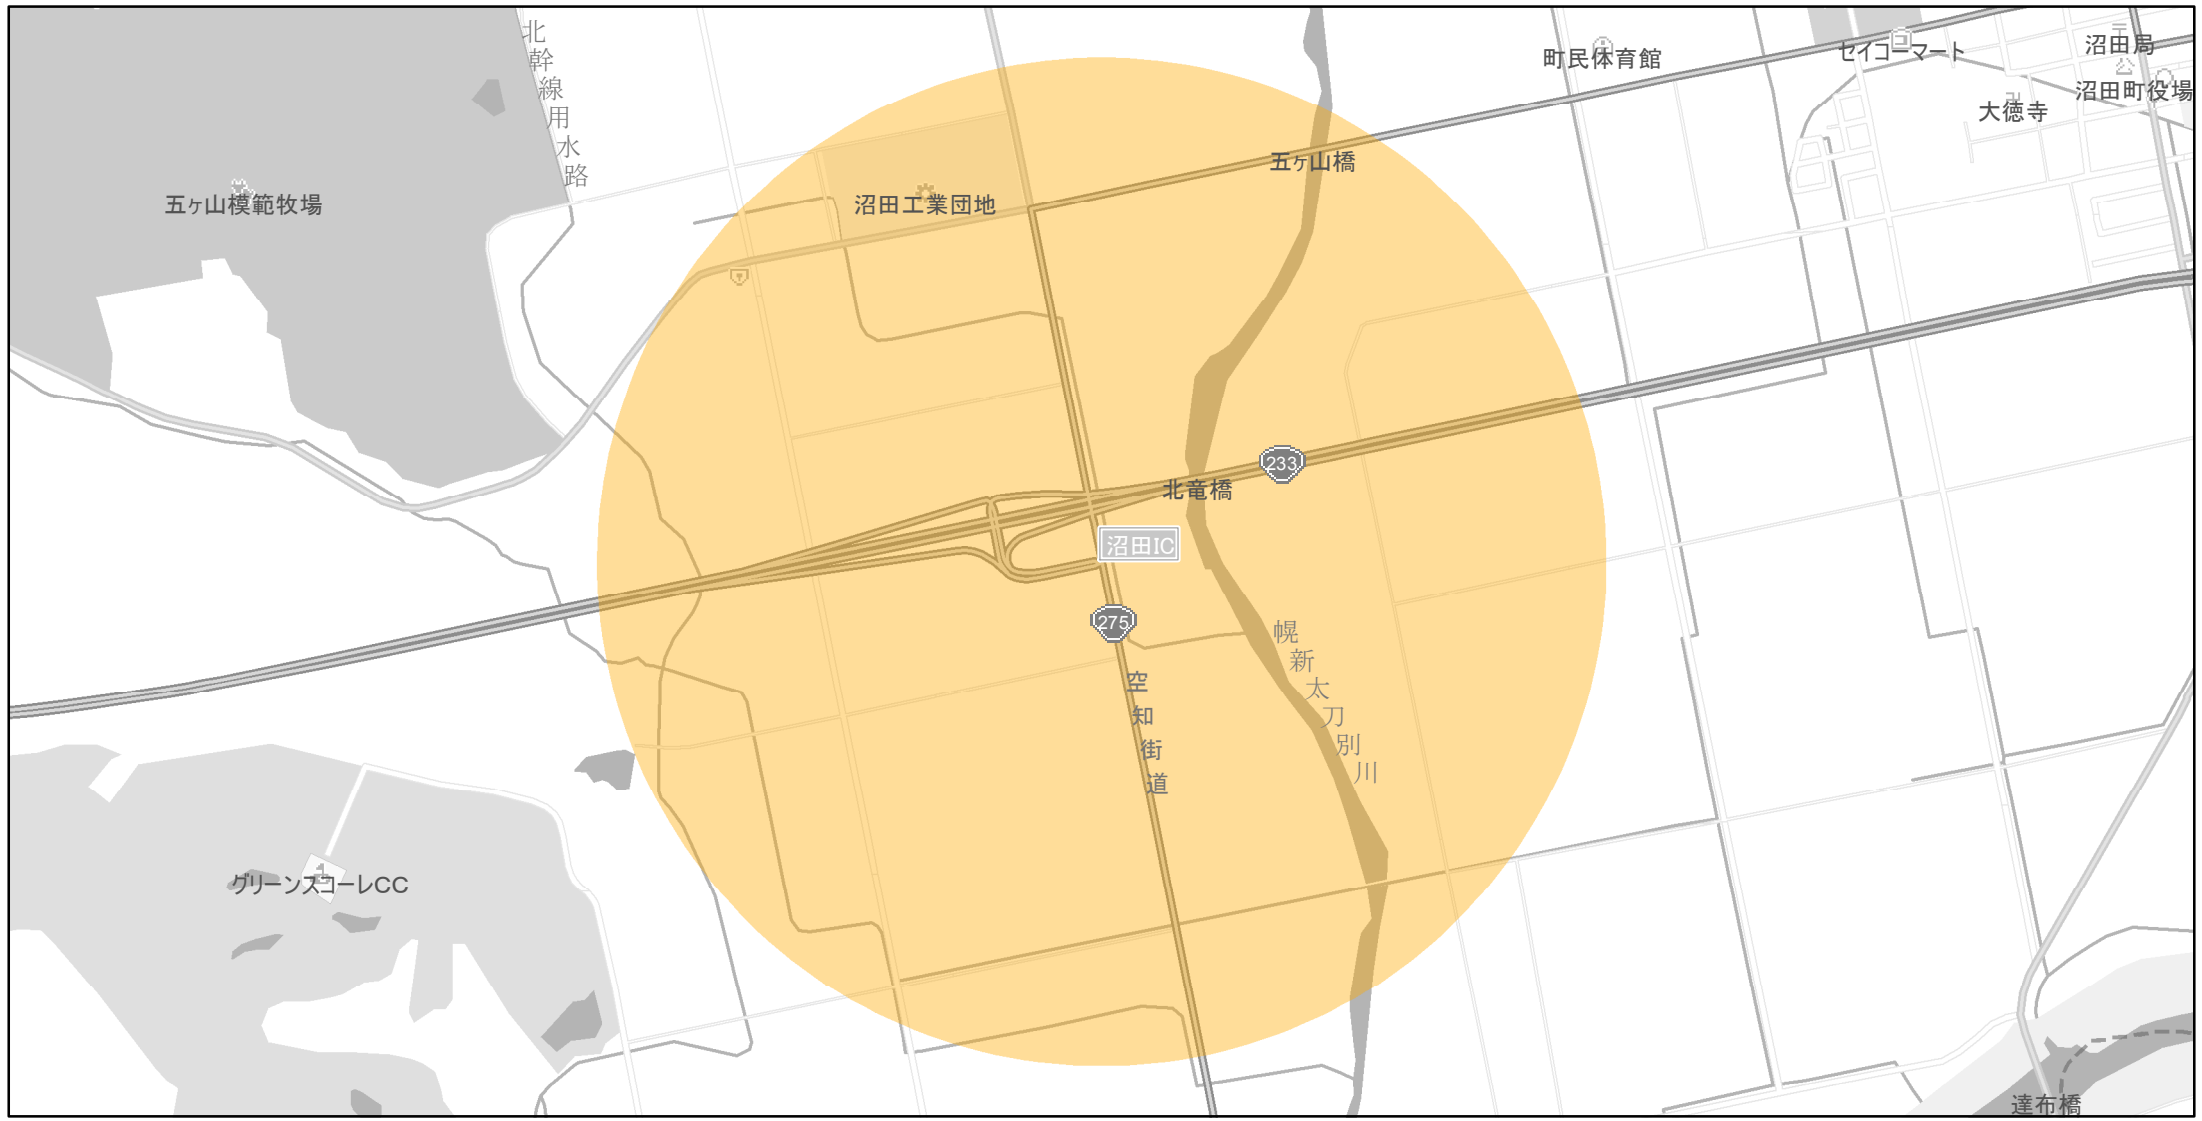 北幹線用水路
町民体育館
セイコーマート
沼田局
沼田町役場
大徳寺
五ヶ山橋
五ヶ山模範牧場
沼田工業団地
233
北竜橋
沼田IC
275
幌新太刀別川
空知街道
グリーンスコーレCC
達布橋